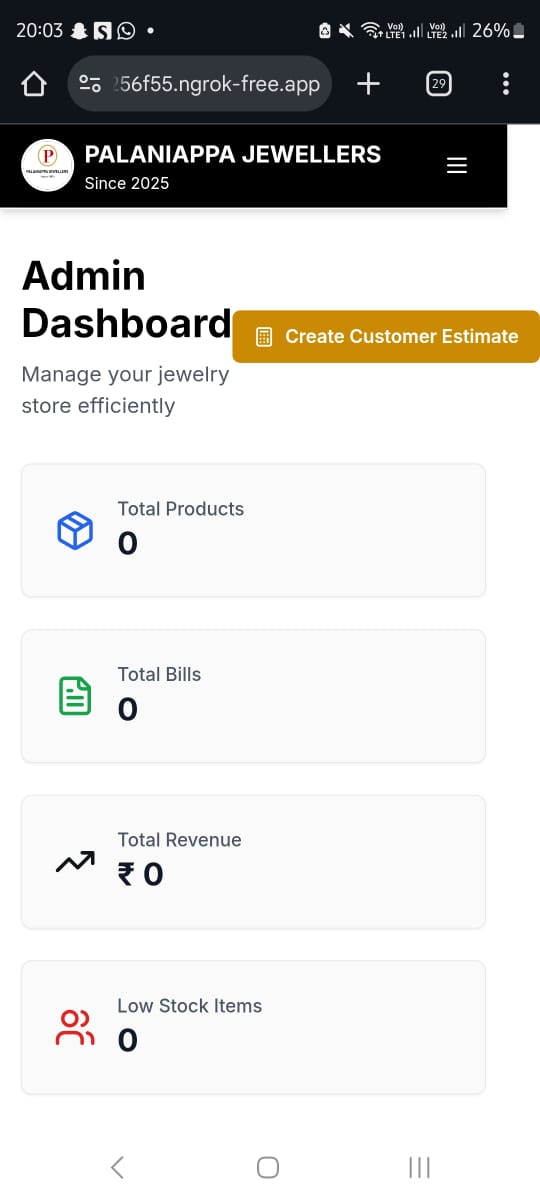 20:03
Vo)) LTE1
Vo)) LTE2
26%
256f55.ngrok-free.app
29
P
PALANIAPPA JEWELLERS
PALANIAPPA JEWELLERS
Since 2025
Admin
Dashboard
Create Customer Estimate
Manage your jewelry
store efficiently
Total Products
0
Total Bills
0
Total Revenue
₹ 0
Low Stock Items
0